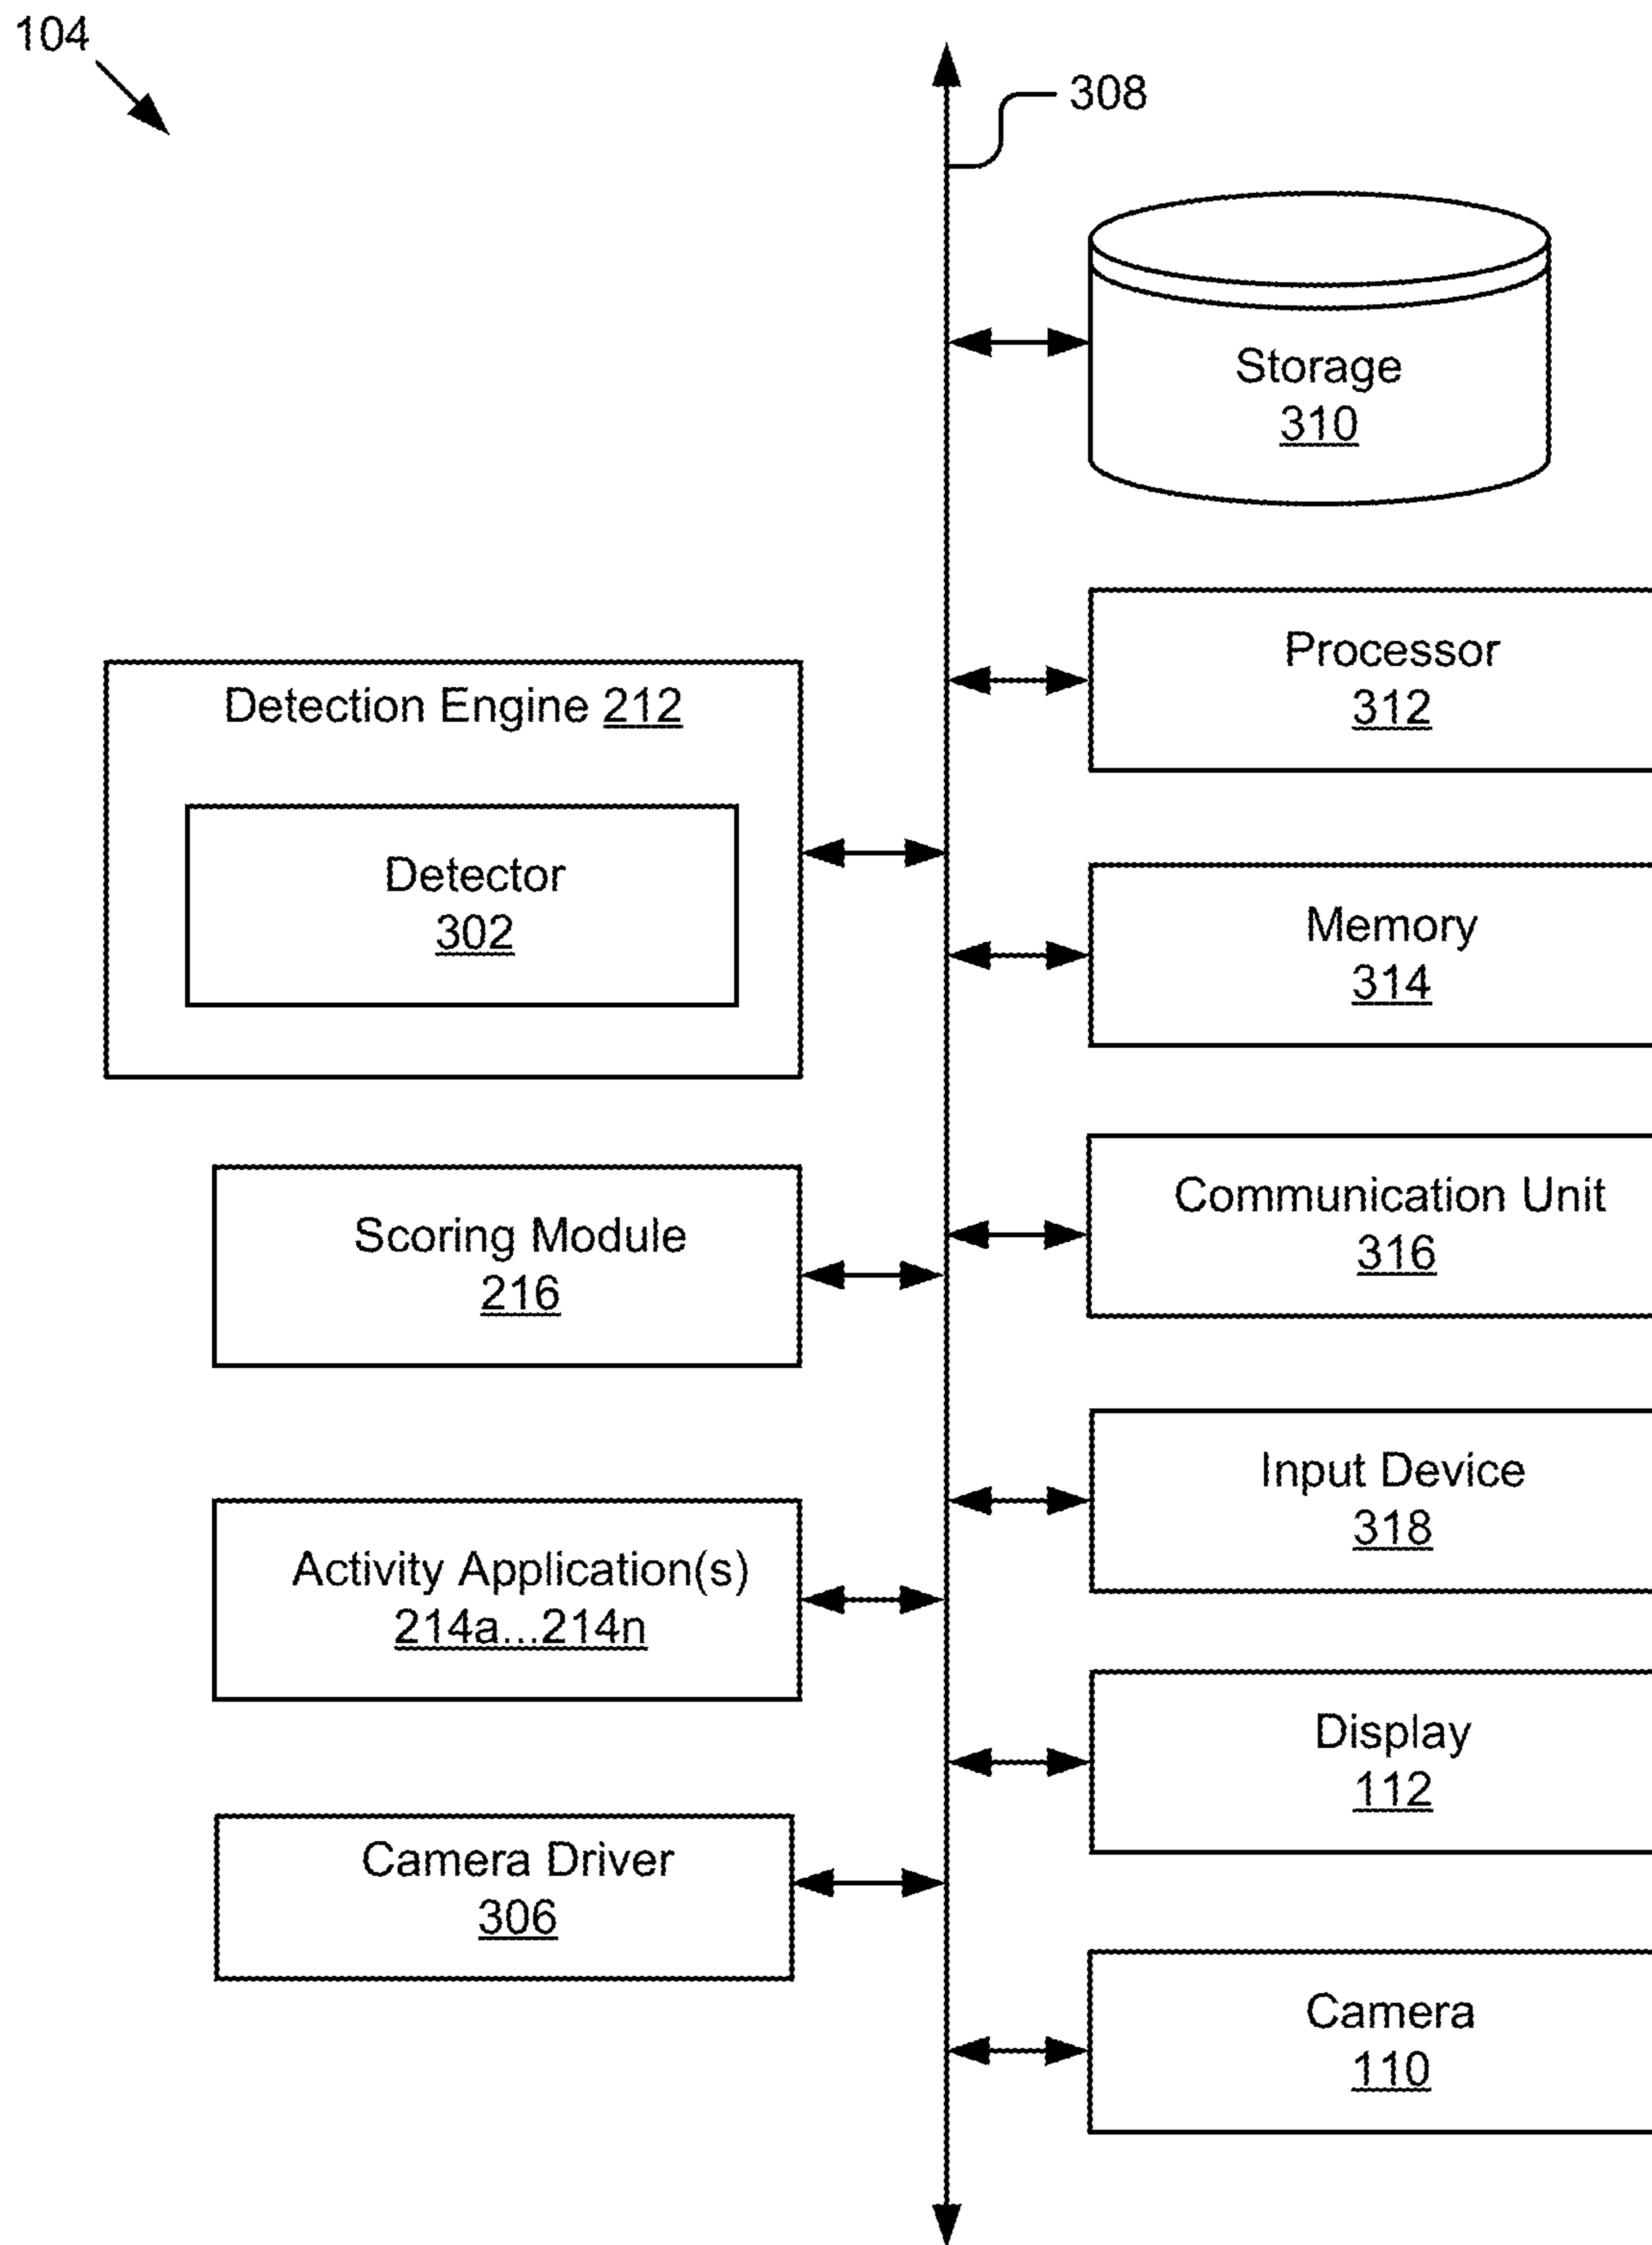 104
308
Storage
310
Processor
312
Detection Engine 212
Detector
302
Memory
314
Communication Unit
316
Scoring Module
216
Input Device
318
Activity Application(s)
214a...214n
Display
112
Camera Driver
306
Camera
110